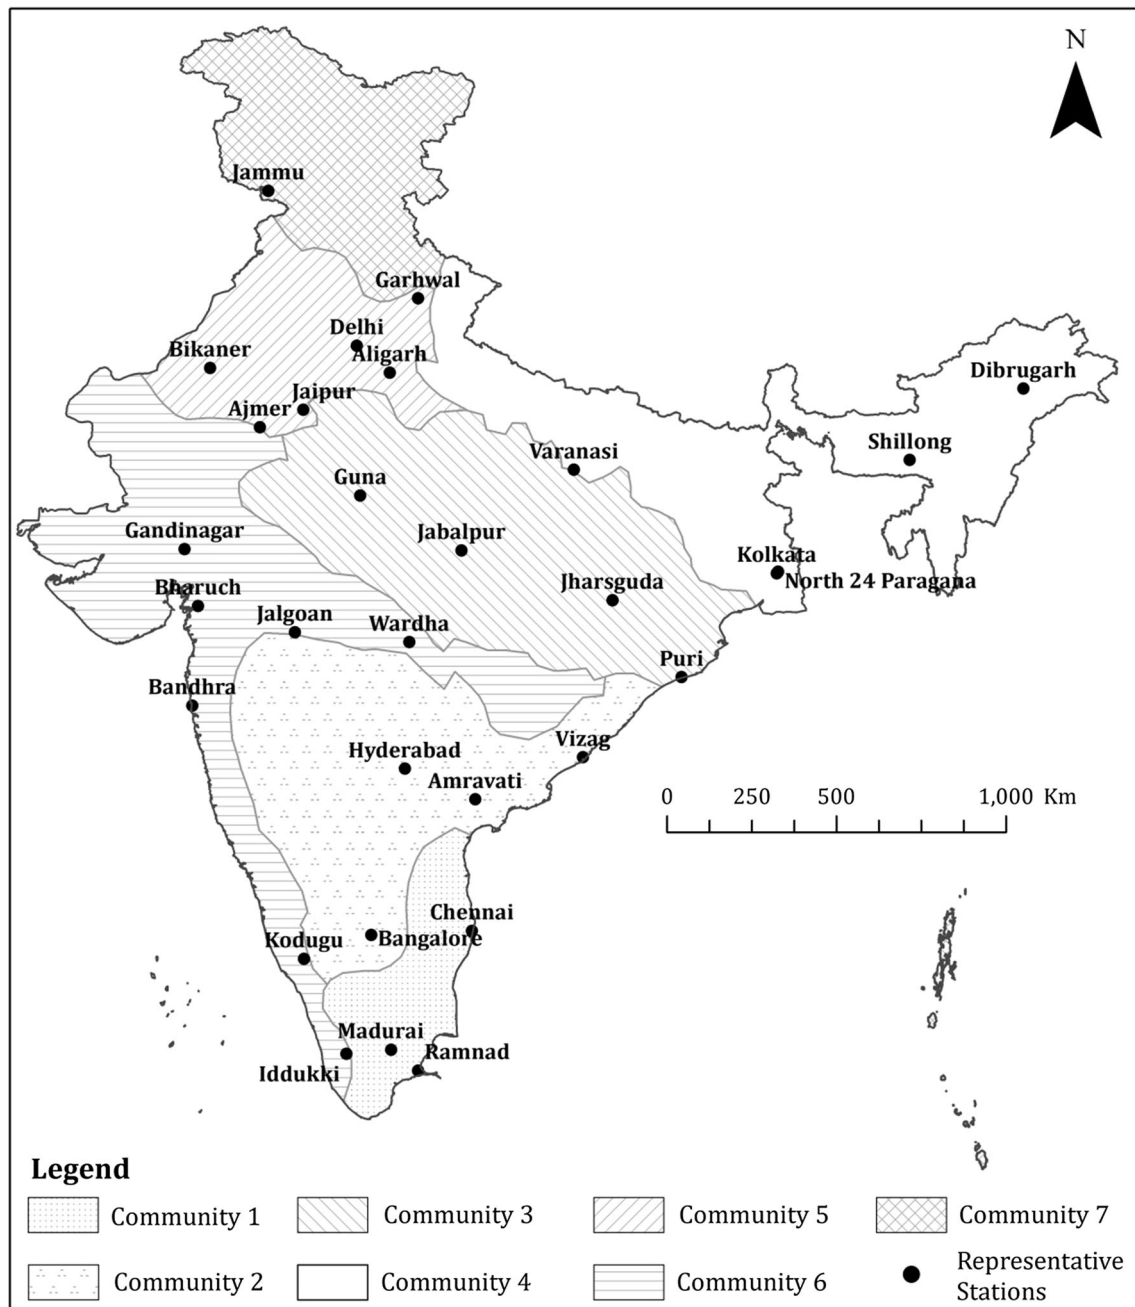 N
Jammu
Garhwal
Delhi
Bikaner
Aligarh
Dibrugarh
Jaipur
Ajmer
Shillong
Varanasi
Guna
Gandinagar
Jabalpur
Kolkata
North 24 Paragana
Bharuch
Jharsguda
Jalgoan
Wardha
Puri
Bandhra
Vizag
Hyderabad
Amravati
0 250 500 1,000 Km
Chennai
Kodugu
Bangalore
Madurai
Ramnad
Iddukki
Legend
Community 1 Community 3 Community 5 Community 7
Community 2 Community 4 Community 6 Representative
Stations